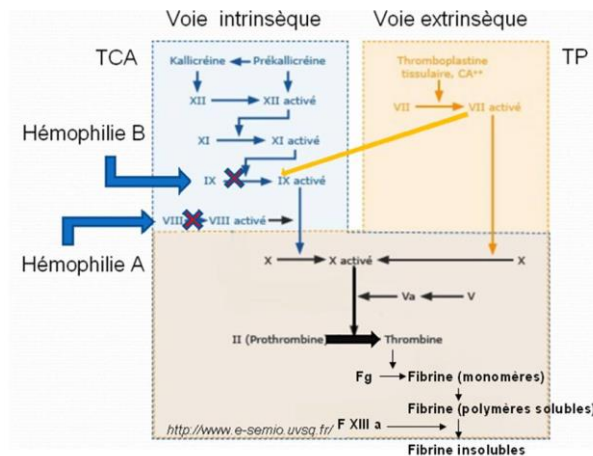 Voie intrinsèque
Voie extrinsèque
TCA
TP
Kallicréine
Prékallicréine
Thromboplastine
tissulaire, CA⁺⁺
XII
XII activé
VII
VII activé
XI
XI activé
Hémophilie B
IX
IX activé
VIII
VIII activé
Hémophilie A
X
X activé
X
Va
V
II (Prothrombine)
Thrombine
Fg
Fibrine (monomères)
Fibrine (polymères solubles)
http://www.e-semio.uvsq.fr/
F XIII a
Fibrine insolubles